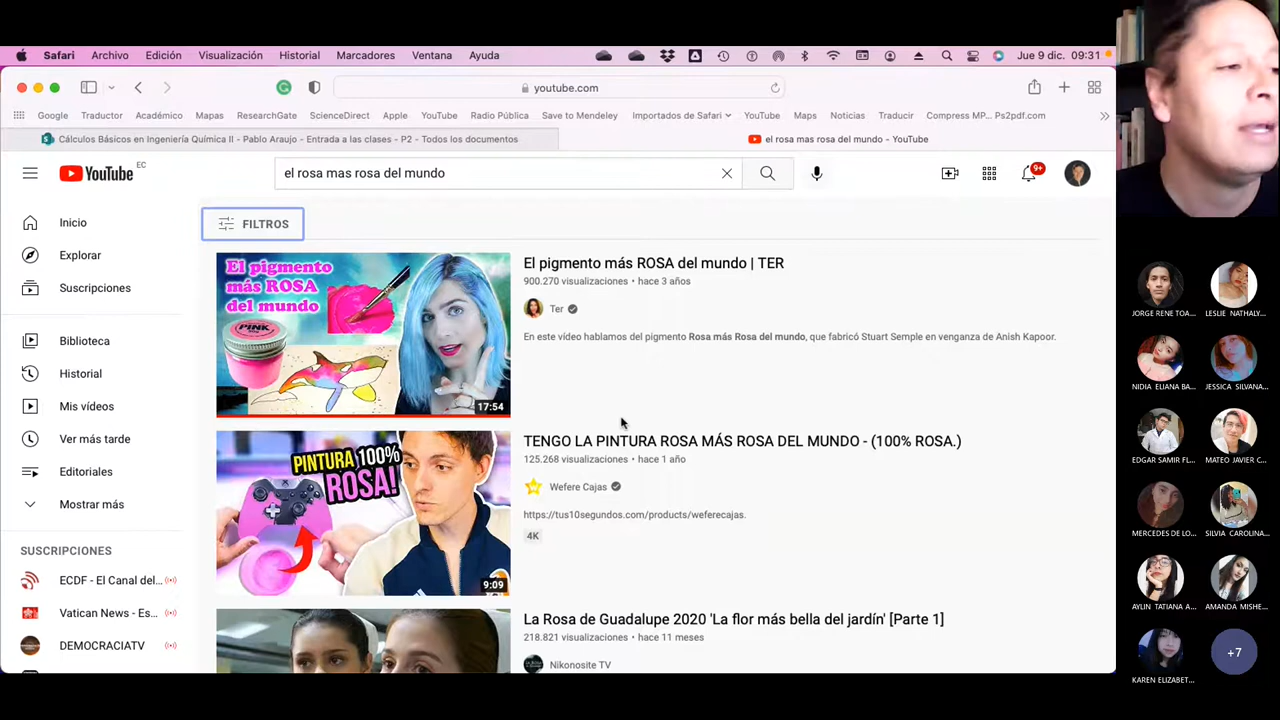 Safari Archivo Edición Visualización Historial Marcadores Ventana Ayuda Jue 9 dic. 09:31
youtube.com
Google Traductor Académico Mapas ResearchGate ScienceDirect Apple YouTube Radio Pública Save to Mendeley Importados de Safari YouTube Maps Noticias Traducir Compress MP... Ps2pdf.com
Cálculos Básicos en Ingeniería Química II - Pablo Araujo - Entrada a las clases - P2 - Todos los documentos
el rosa mas rosa del mundo - YouTube
YouTube EC
el rosa mas rosa del mundo
9+
FILTROS
Inicio
Explorar
Suscripciones
Biblioteca
Historial
Mis vídeos
Ver más tarde
Editoriales
Mostrar más
SUSCRIPCIONES
ECDF - El Canal del...
Vatican News - Es...
DEMOCRACIATV
El pigmento
más ROSA
del mundo
PINK
17:54
El pigmento más ROSA del mundo | TER
900.270 visualizaciones • hace 3 años
Ter
En este vídeo hablamos del pigmento Rosa más Rosa del mundo, que fabricó Stuart Semple en venganza de Anish Kapoor.
PINTURA 100%
ROSA!
9:09
TENGO LA PINTURA ROSA MÁS ROSA DEL MUNDO - (100% ROSA.)
125.268 visualizaciones • hace 1 año
Wefere Cajas
https://tus10segundos.com/products/weferecajas.
4K
La Rosa de Guadalupe 2020 'La flor más bella del jardín' [Parte 1]
218.821 visualizaciones • hace 11 meses
Nikonosite TV
JORGE RENE TOA...
LESLIE NATHALY...
NIDIA ELIANA BA...
JESSICA SILVANA...
EDGAR SAMIR FL...
MATEO JAVIER C...
MERCEDES DE LO...
SILVIA CAROLINA...
AYLIN TATIANA A...
AMANDA MISHE...
KAREN ELIZABET...
+7